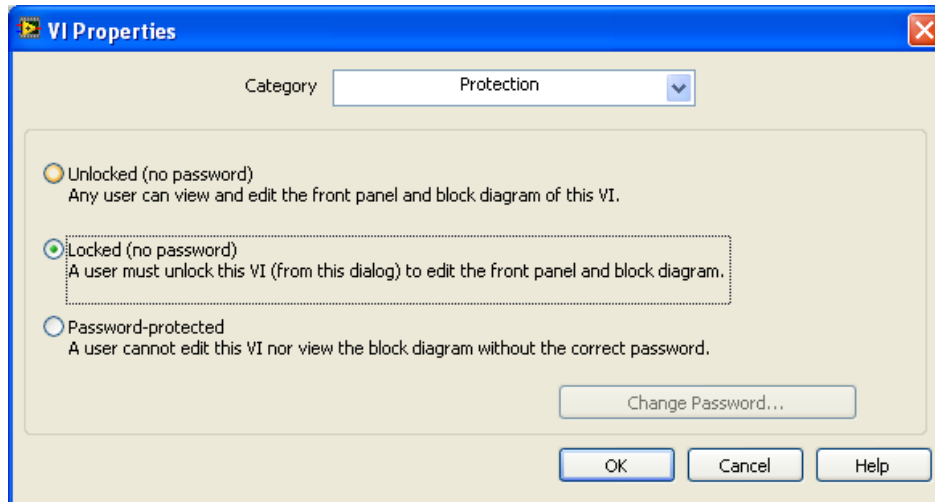 VI Properties
Category Protection
Unlocked (no password)
Any user can view and edit the front panel and block diagram of this VI.
Locked (no password)
A user must unlock this VI (from this dialog) to edit the front panel and block diagram.
Password-protected
A user cannot edit this VI nor view the block diagram without the correct password.
Change Password...
OK Cancel Help